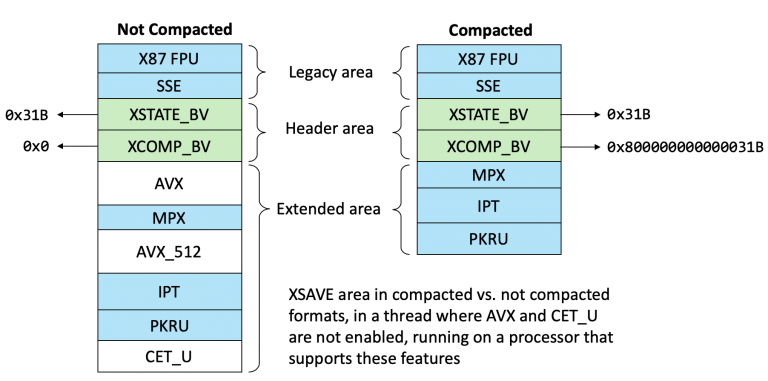 Not Compacted
X87 FPU
SSE
XSTATE_BV
XCOMP_BV
AVX
MPX
AVX_512
IPT
PKRU
CET_U
0x31B
0x0
Legacy area
Header area
Extended area
Compacted
X87 FPU
SSE
XSTATE_BV
XCOMP_BV
MPX
IPT
PKRU
0x31B
0x800000000000031B
XSAVE area in compacted vs. not compacted
formats, in a thread where AVX and CET_U
are not enabled, running on a processor that
supports these features